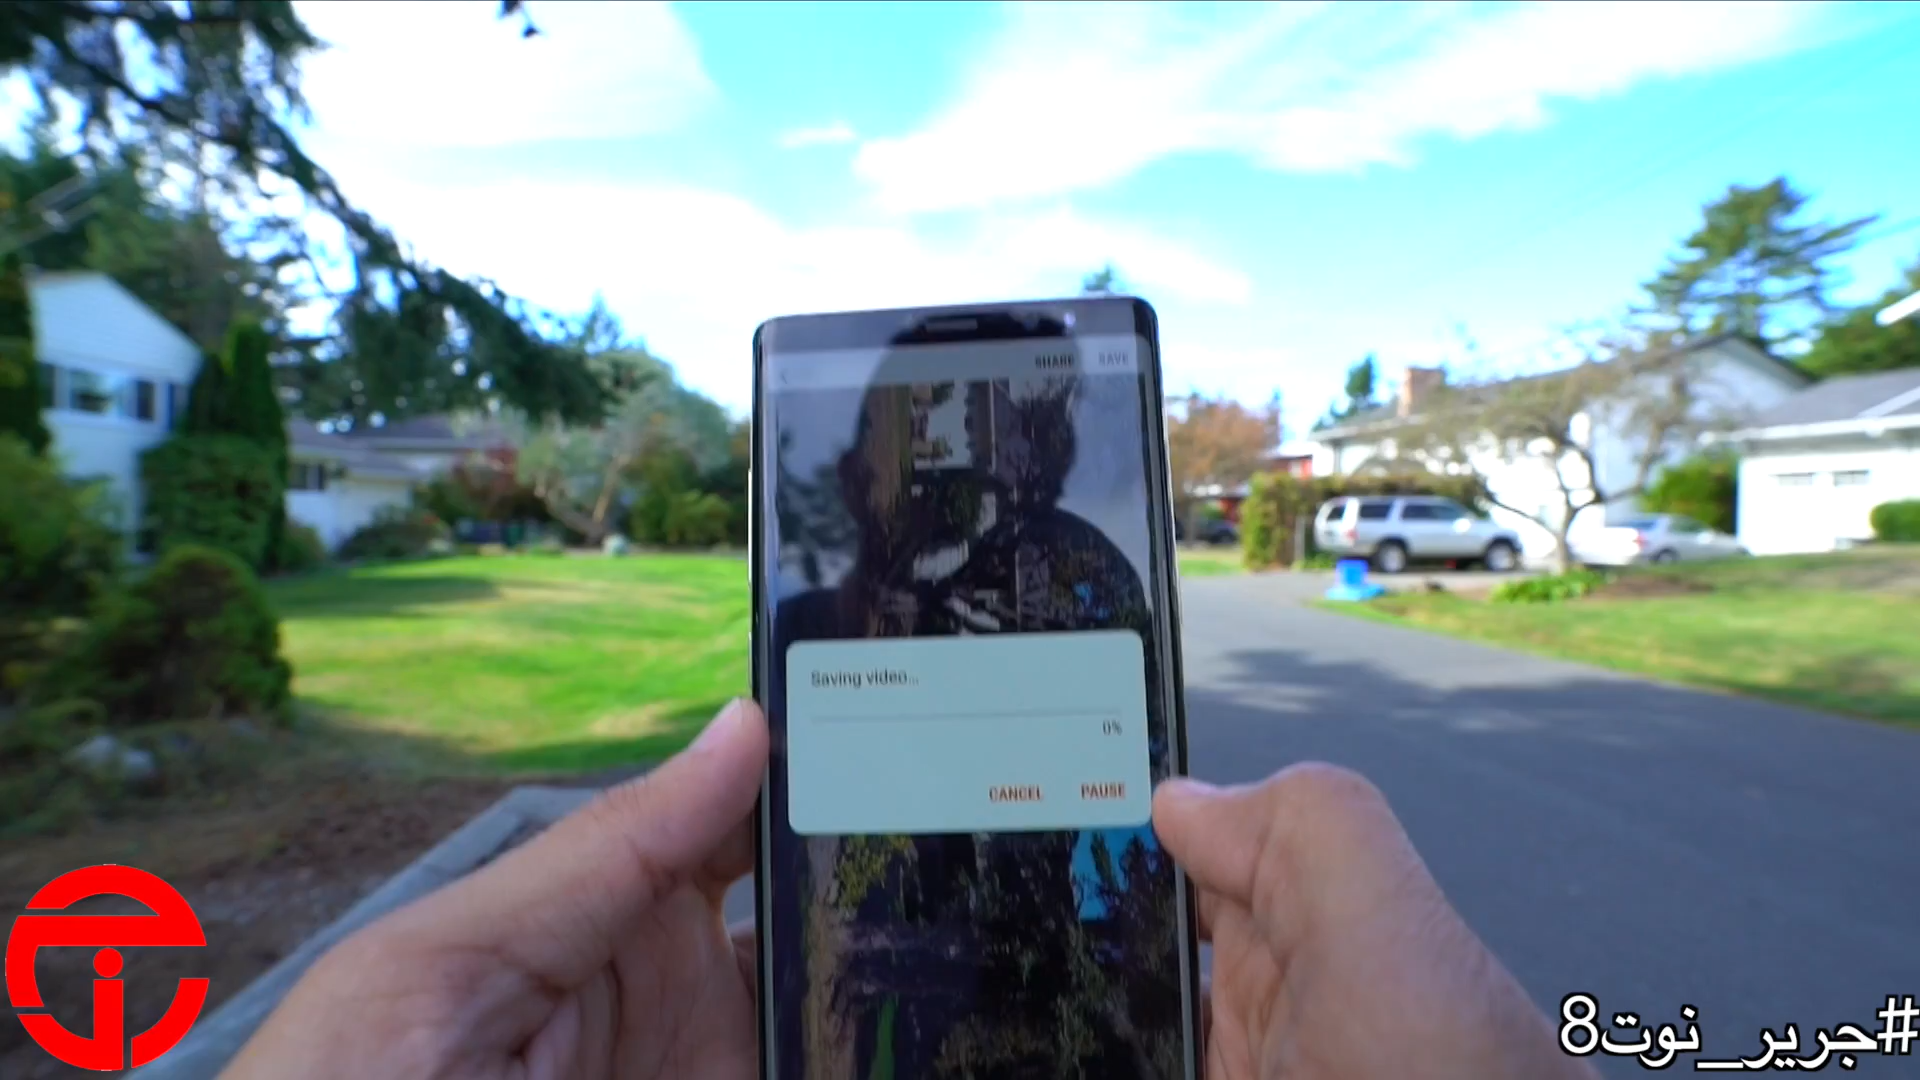 SHARE SAVE
Saving video...
0%
CANCEL PAUSE
#جرير_نوت8